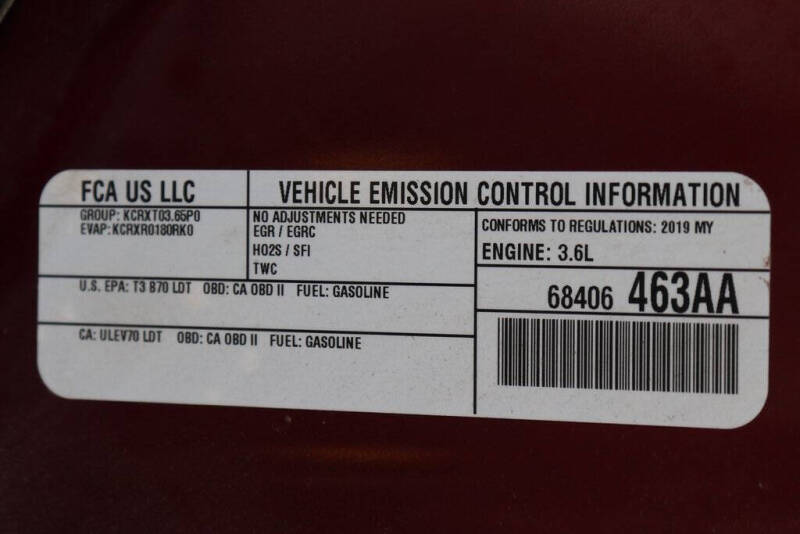 FCA US LLC
VEHICLE EMISSION CONTROL INFORMATION
GROUP: KCRXT03.65P0
EVAP:KCRXR0180RK0
NO ADJUSTMENTS NEEDED
EGR / EGRC
HO2S / SFI
TWC
CONFORMS TO REGULATIONS: 2019 MY
ENGINE: 3.6L
U.S. EPA: T3 B70 LDT OBD: CA OBD II FUEL: GASOLINE
68406 463AA
CA: ULEV70 LDT OBD: CA OBD II FUEL: GASOLINE